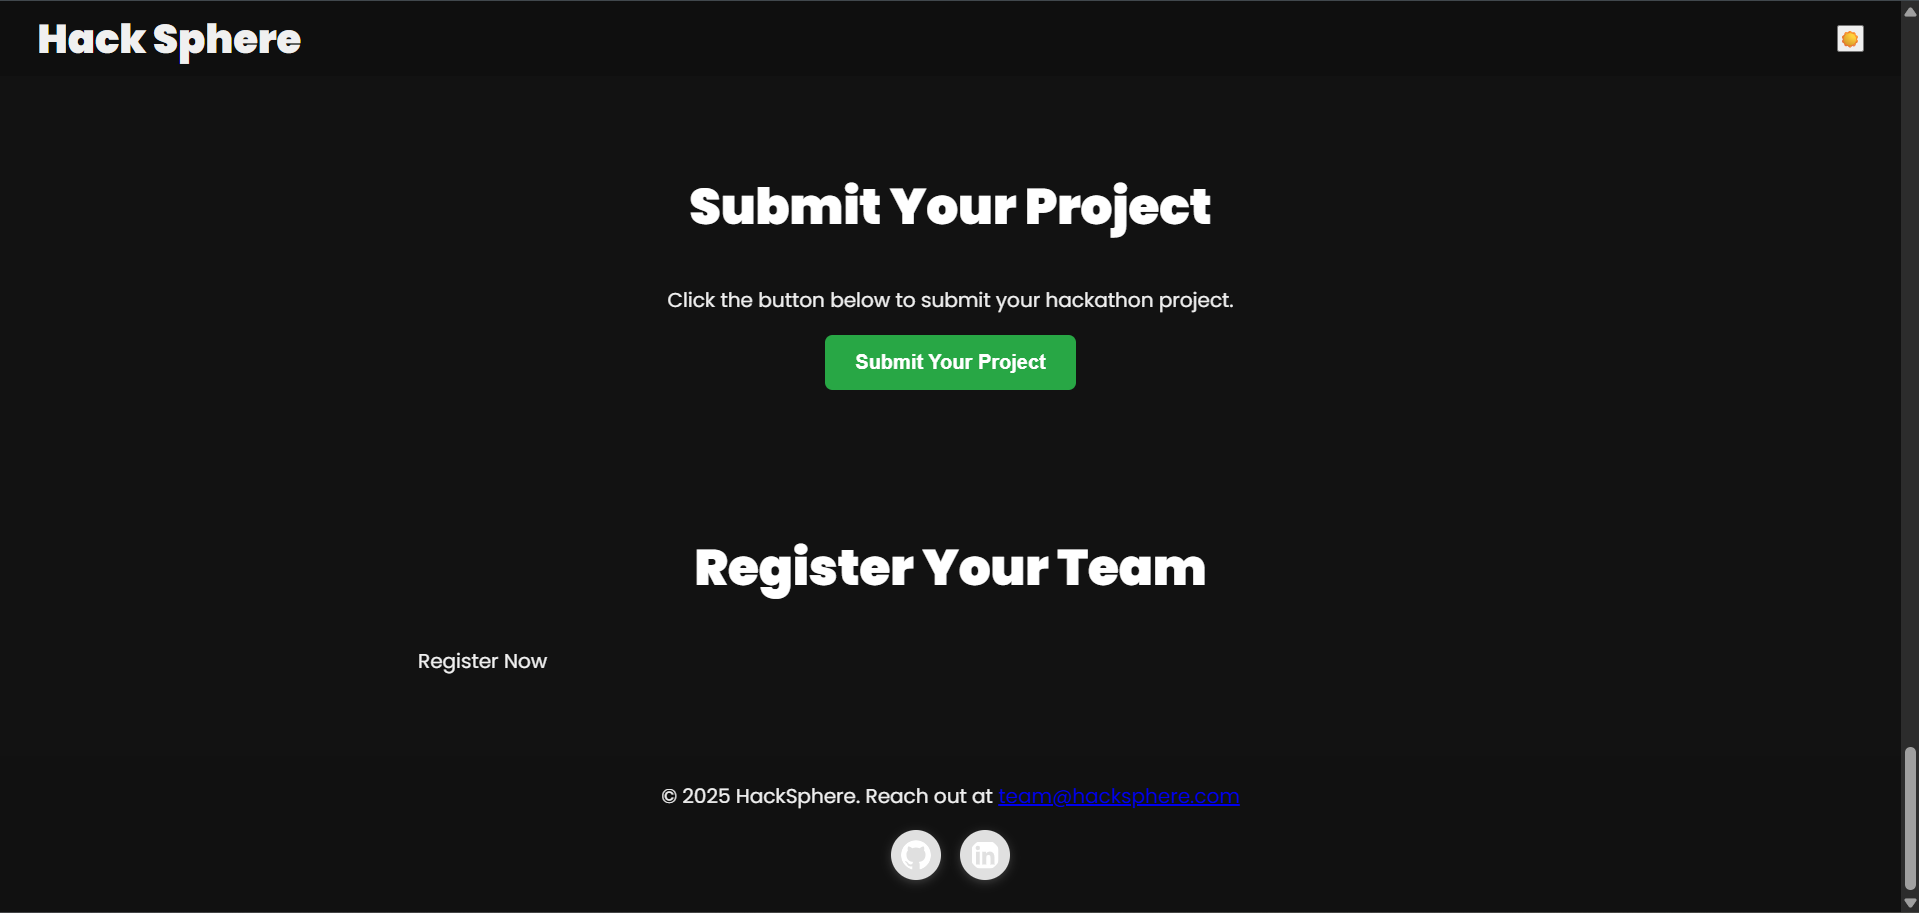 Hack Sphere
Submit Your Project
Click the button below to submit your hackathon project.
Submit Your Project
Register Your Team
Register Now
© 2025 HackSphere. Reach out at team@hacksphere.com
in